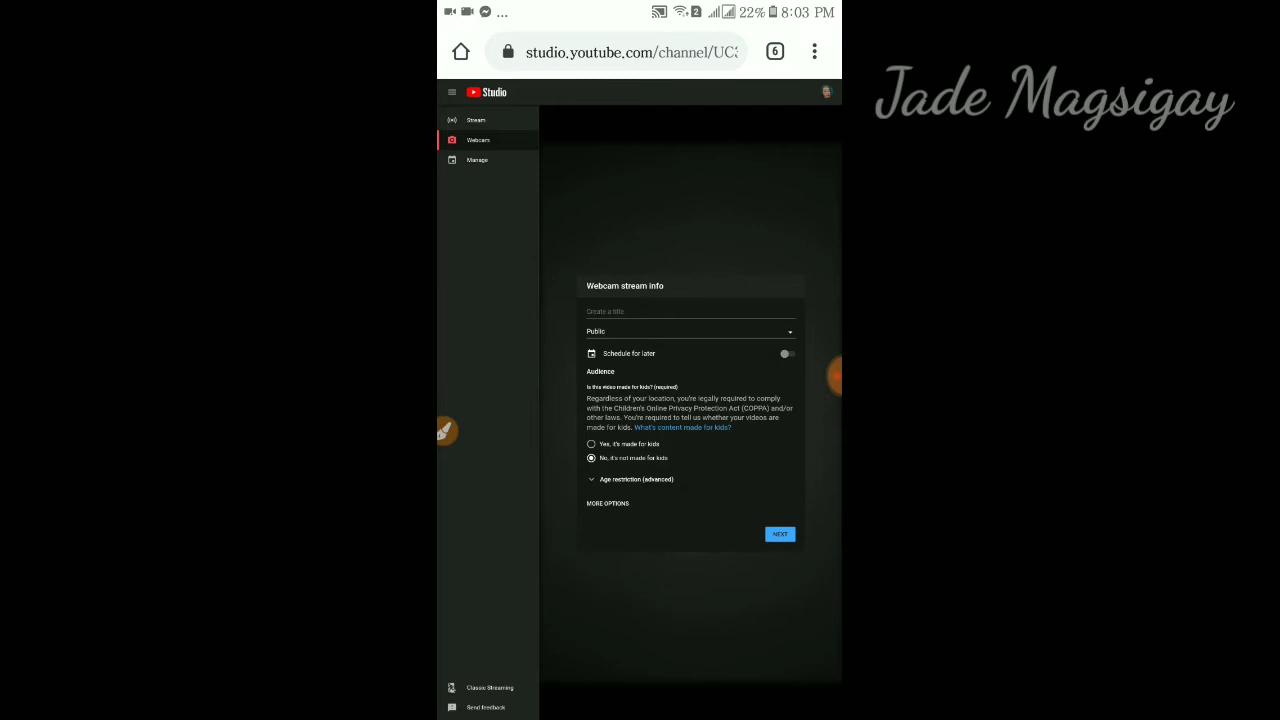 ... 2 22% 8:03 PM
studio.youtube.com/channel/UC 6
Studio
Jade Magsigay
Stream
Webcam
Manage
Webcam stream info
Create a title
Public
Schedule for later
Audience
Is this video made for kids? (required)
Regardless of your location, you're legally required to comply
with the Children's Online Privacy Protection Act (COPPA) and/or
other laws. You're required to tell us whether your videos are
made for kids. What's content made for kids?
Yes, it's made for kids
No, it's not made for kids
Age restriction (advanced)
MORE OPTIONS
NEXT
Classic Streaming
Send feedback